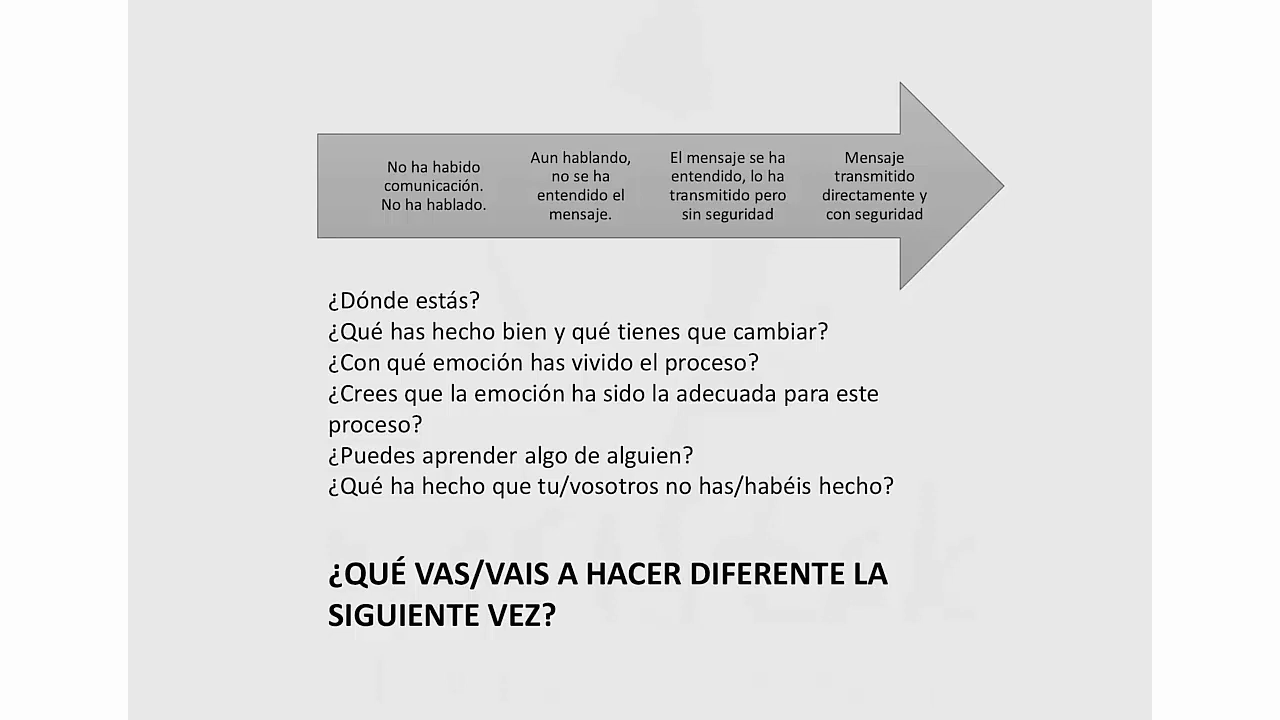 No ha habido
comunicación.
No ha hablado.
Aun hablando,
no se ha
entendido el
mensaje.
El mensaje se ha
entendido, lo ha
transmitido pero
sin seguridad
Mensaje
transmitido
directamente y
con seguridad
¿Dónde estás?
¿Qué has hecho bien y qué tienes que cambiar?
¿Con qué emoción has vivido el proceso?
¿Crees que la emoción ha sido la adecuada para este
proceso?
¿Puedes aprender algo de alguien?
¿Qué ha hecho que tu/vosotros no has/habéis hecho?
¿QUÉ VAS/VAIS A HACER DIFERENTE LA
SIGUIENTE VEZ?